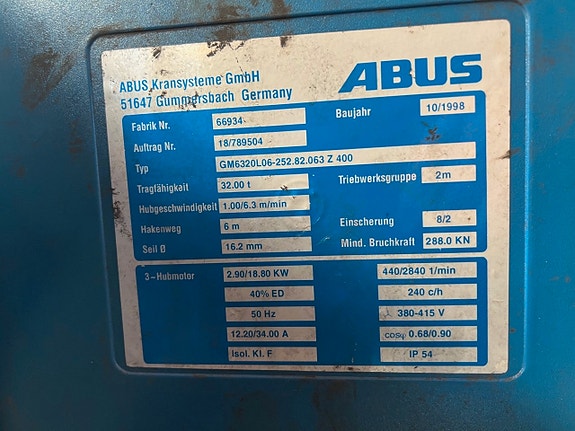 ABUS Kransysteme GmbH
51647 Gummersbach Germany
ABUS
Fabrik Nr. 66934 Baujahr 10/1998
Auftrag Nr. 18/789504
Typ GM6320L06-252.82.063 Z 400
Tragfähigkeit 32.00 t Triebwerksgruppe 2m
Hubgeschwindigkeit 1.00/6.3 m/min
Hakenweg 6 m Einscherung 8/2
Seil Ø 16.2 mm Mind. Bruchkraft 288.0 KN
3-Hubmotor 2.90/18.80 KW 440/2840 1/min
40% ED 240 c/h
50 Hz 380-415 V
12.20/34.00 A cosφ 0.68/0.90
Isol. Kl. F IP 54